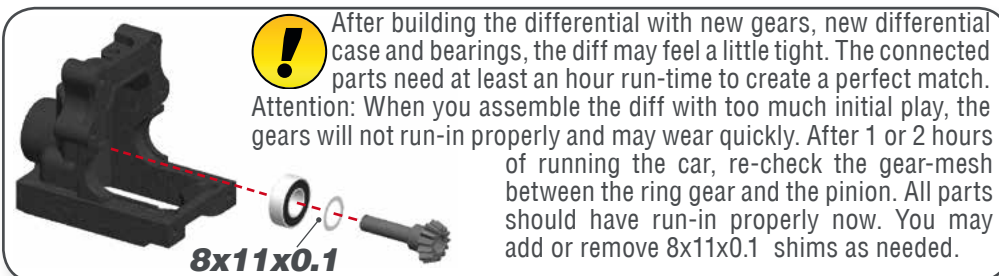 After building the differential with new gears, new differential
case and bearings, the diff may feel a little tight. The connected
parts need at least an hour run-time to create a perfect match.
Attention: When you assemble the diff with too much initial play, the
gears will not run-in properly and may wear quickly. After 1 or 2 hours
of running the car, re-check the gear-mesh
between the ring gear and the pinion. All parts
should have run-in properly now. You may
add or remove 8x11x0.1 shims as needed.
8x11x0.1